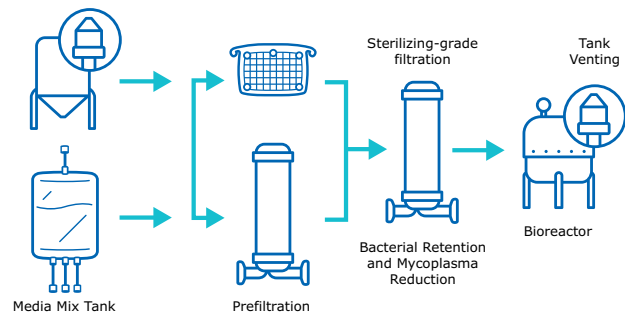 Sterilizing-grade
filtration
Tank
Venting
Bioreactor
Bacterial Retention
and Mycoplasma
Reduction
Media Mix Tank
Prefiltration